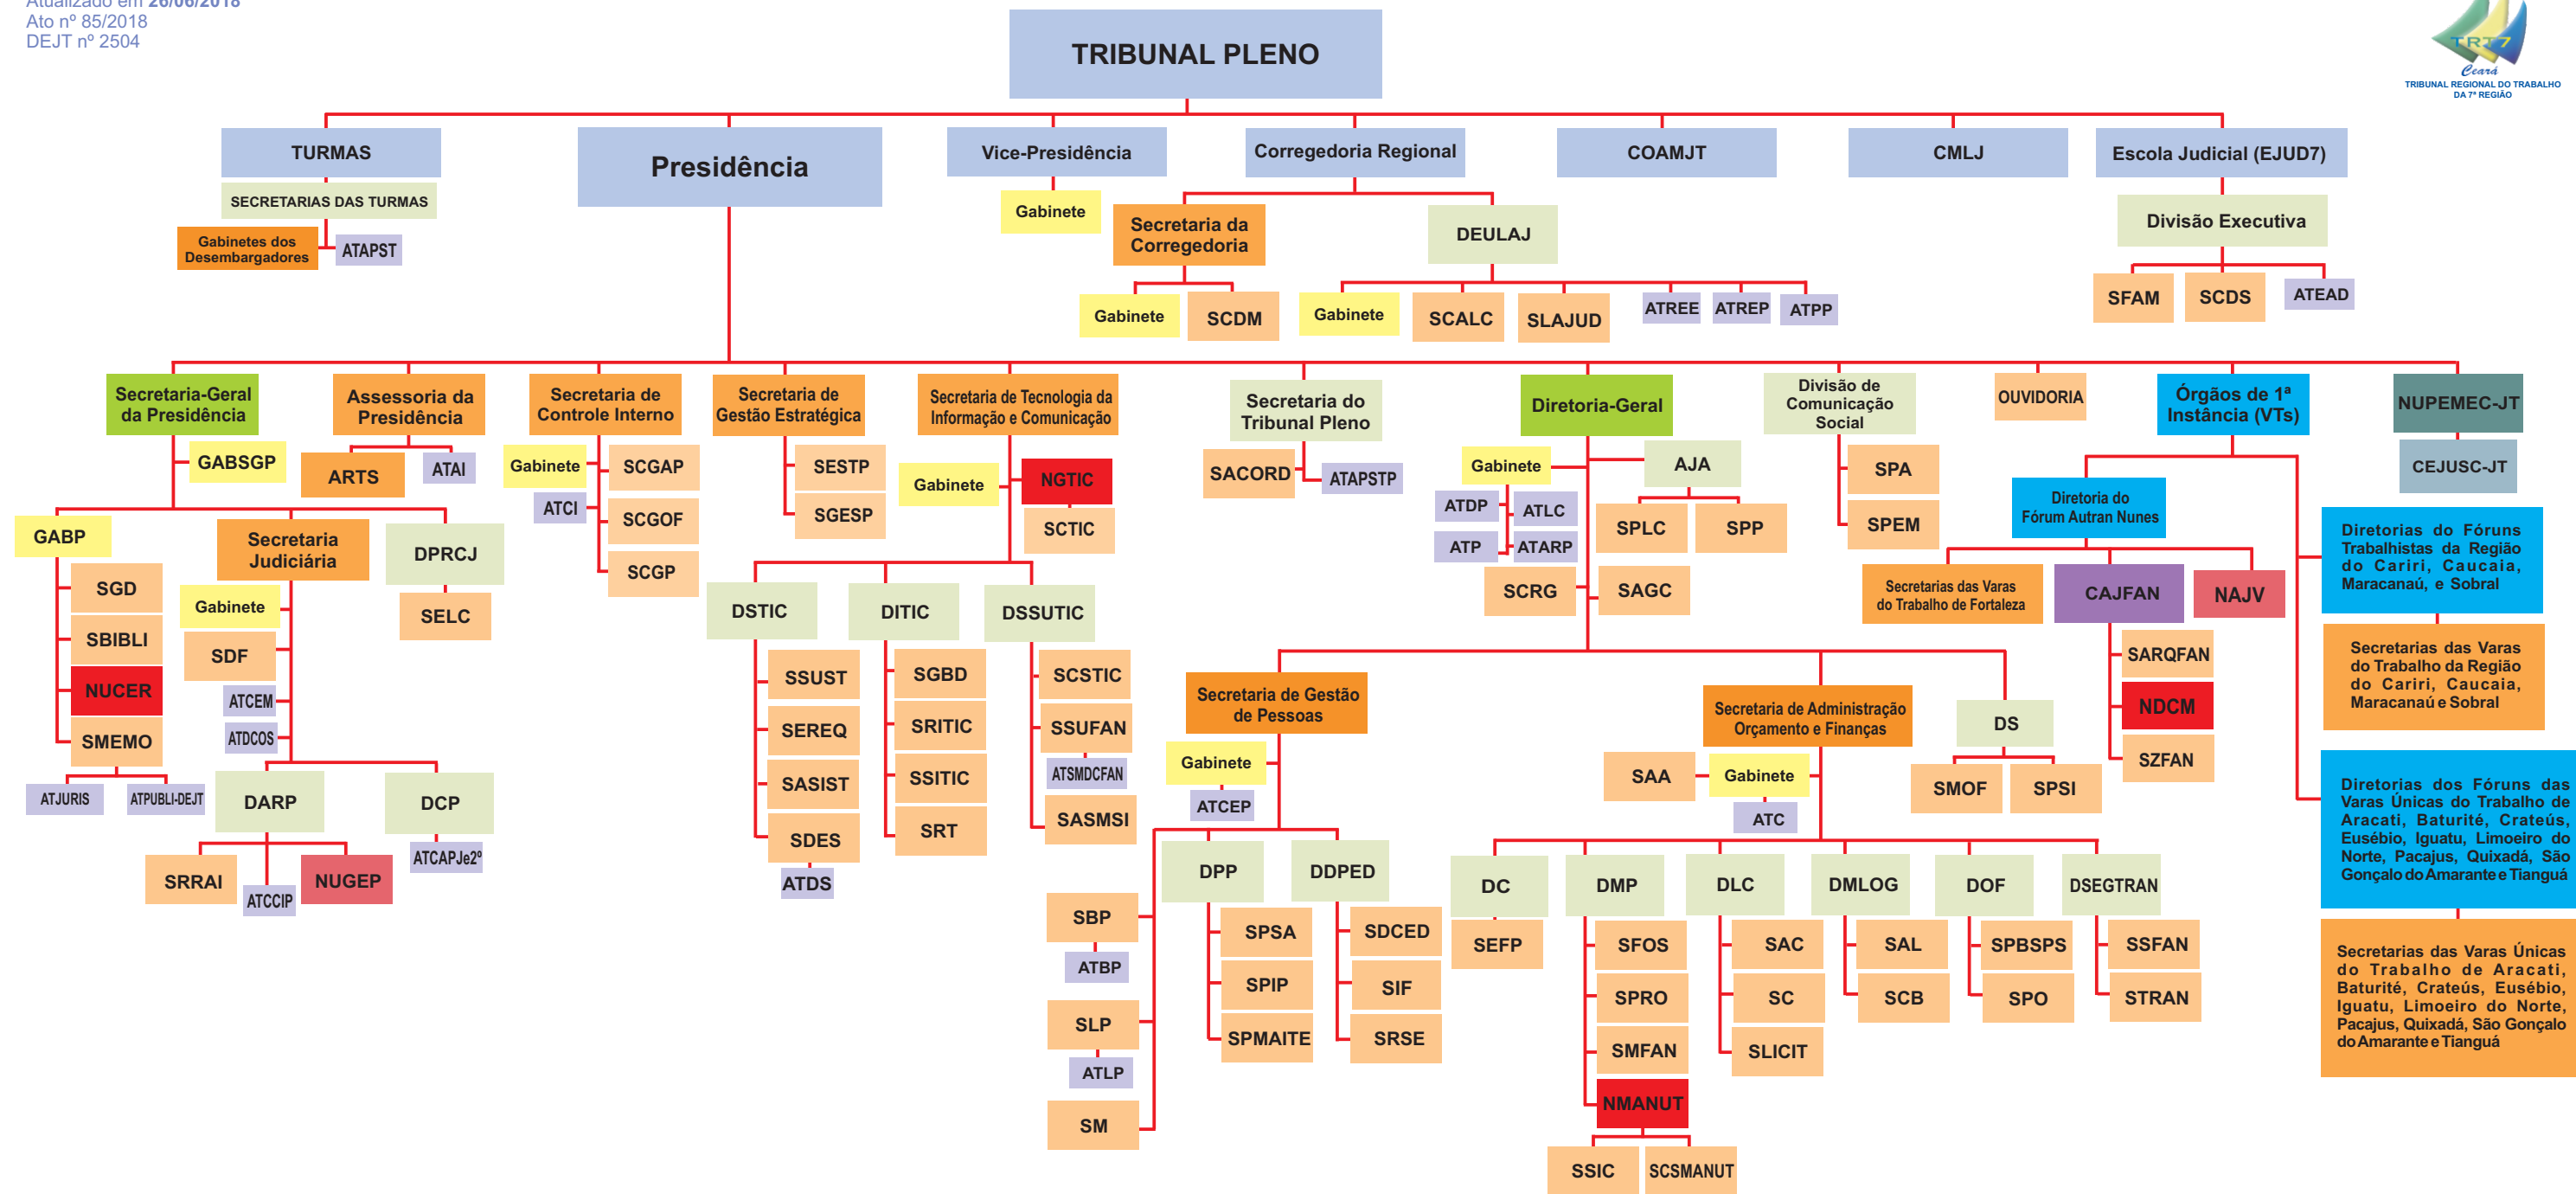 Atualizado em 26/06/2018
Ato nº 85/2018
DEJT nº 2504
TRIBUNAL PLENO
TRT7
Ceará
TRIBUNAL REGIONAL DO TRABALHO
DA 7ª REGIÃO
TURMAS
Presidência
Vice-Presidência
Corregedoria Regional
COAMJT
CMLJ
Escola Judicial (EJUD7)
SECRETARIAS DAS TURMAS
Gabinetes dos
Desembargadores
ATAPST
Gabinete
Secretaria da
Corregedoria
DEULAJ
Divisão Executiva
Gabinete
SCDM
Gabinete
SCALC
SLAJUD
ATREE
ATREP
ATPP
SFAM
SCDS
ATEAD
Secretaria-Geral
da Presidência
Assessoria da
Presidência
Secretaria de
Controle Interno
Secretaria de
Gestão Estratégica
Secretaria de Tecnologia da
Informação e Comunicação
Secretaria do
Tribunal Pleno
Diretoria-Geral
Divisão de
Comunicação
Social
OUVIDORIA
Órgãos de 1ª
Instância (VTs)
NUPEMEC-JT
CEJUSC-JT
GABSGP
ARTS
ATAI
Gabinete
ATCI
SCGAP
SCGOF
SCGP
SESTP
SGESP
Gabinete
NGTIC
SCTIC
SACORD
ATAPSTP
Gabinete
ATDP
ATLC
ATP
ATARP
AJA
SPLC
SPP
SCRG
SAGC
SPA
SPEM
Diretoria do
Fórum Autran Nunes
Secretarias das Varas
do Trabalho de Fortaleza
CAJFAN
NAJV
SARQFAN
NDCM
SZFAN
Diretorias do Fóruns
Trabalhistas da Região
do Cariri, Caucaia,
Maracanaú, e Sobral
Secretarias das Varas
do Trabalho da Região
do Cariri, Caucaia,
Maracanaú e Sobral
Diretorias dos Fóruns das
Varas Únicas do Trabalho de
Aracati, Baturité, Crateús,
Eusébio, Iguatu, Limoeiro do
Norte, Pacajus, Quixadá, São
Gonçalo do Amarante e Tianguá
Secretarias das Varas Únicas
do Trabalho de Aracati,
Baturité, Crateús, Eusébio,
Iguatu, Limoeiro do Norte,
Pacajus, Quixadá, São Gonçalo
do Amarante e Tianguá
GABP
SGD
SBIBLI
NUCER
SMEMO
ATJURIS
ATPUBLI-DEJT
Secretaria
Judiciária
Gabinete
SDF
ATCEM
ATDCOS
DPRCJ
SELC
DARP
DCP
SRRAI
ATCCIP
NUGEP
ATCAPJe2º
DSTIC
DITIC
DSSUTIC
SSUST
SEREQ
SASIST
SDES
ATDS
SGBD
SRITIC
SSITIC
SRT
SCSTIC
SSUFAN
ATSMDCFAN
SASMSI
Secretaria de Gestão
de Pessoas
Gabinete
ATCEP
SBP
ATBP
SLP
ATLP
SM
DPP
SPSA
SPIP
SPMAITE
DDPED
SDCED
SIF
SRSE
Secretaria de Administração
Orçamento e Finanças
SAA
Gabinete
ATC
DS
SMOF
SPSI
DC
SEFP
DMP
SFOS
SPRO
SMFAN
NMANUT
SSIC
SCSMANUT
DLC
SAC
SC
SLICIT
DMLOG
SAL
SCB
DOF
SPBSPS
SPO
DSEGTRAN
SSFAN
STRAN